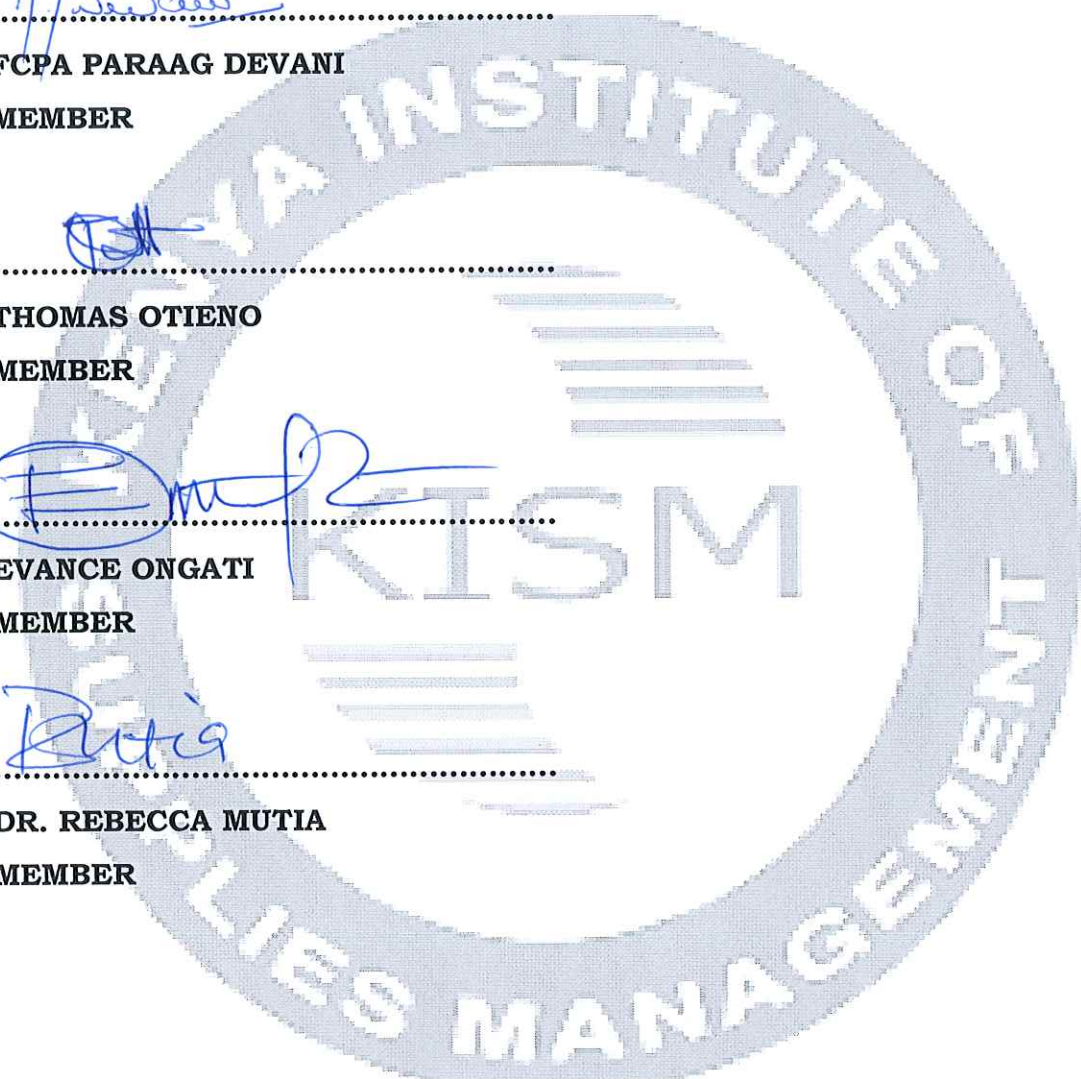 FCPA PARAAG DEVANI
MEMBER
THOMAS OTIENO
MEMBER
EVANCE ONGATI
MEMBER
DR. REBECCA MUTIA
MEMBER
KENYA INSTITUTE OF
SUPPLIES MANAGEMENT
KISM